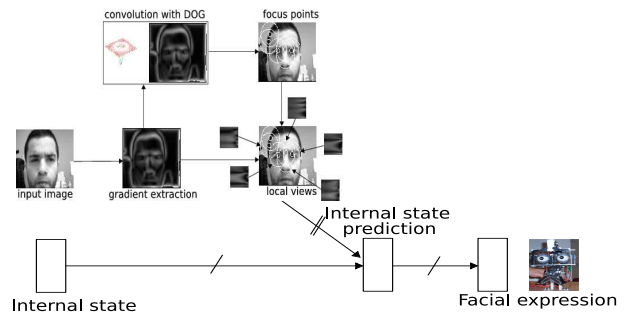 convolution with DOG
focus points
input image
gradient extraction
local views
Internal state
prediction
Internal state
Facial expression